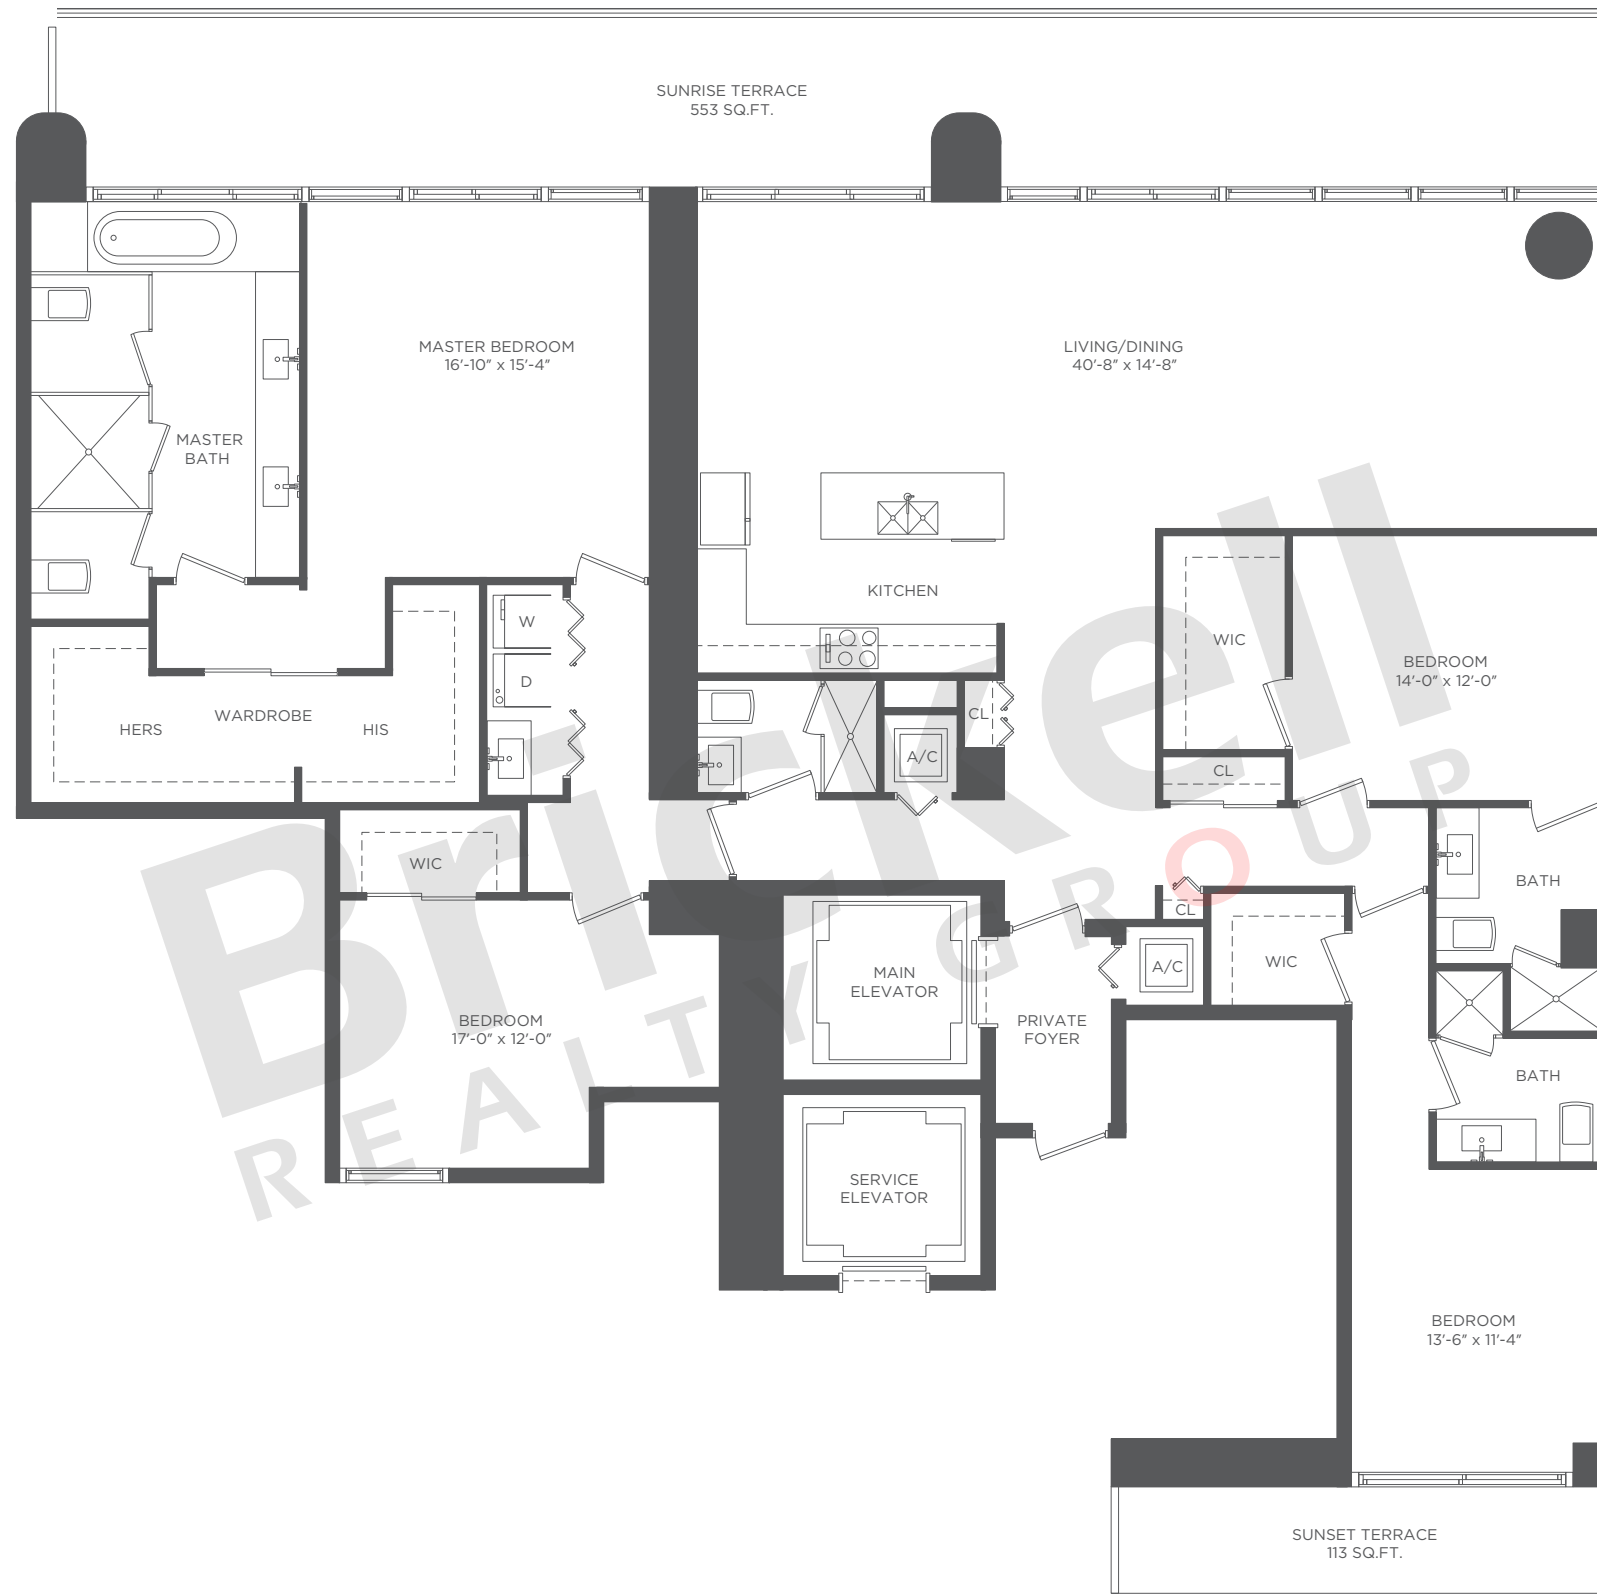 SUNRISE TERRACE
553 SQ.FT.
MASTER BEDROOM
16'-10" x 15'-4"
LIVING/DINING
40'-8" x 14'-8"
MASTER
BATH
KITCHEN
W
D
WIC
BEDROOM
14'-0" x 12'-0"
HERS
WARDROBE
HIS
CL
A/C
CL
WIC
CL
BATH
MAIN
ELEVATOR
A/C
WIC
BEDROOM
17'-0" x 12'-0"
PRIVATE
FOYER
BATH
SERVICE
ELEVATOR
BEDROOM
13'-6" x 11'-4"
SUNSET TERRACE
113 SQ.FT.
Brickell
REALTY GROUP